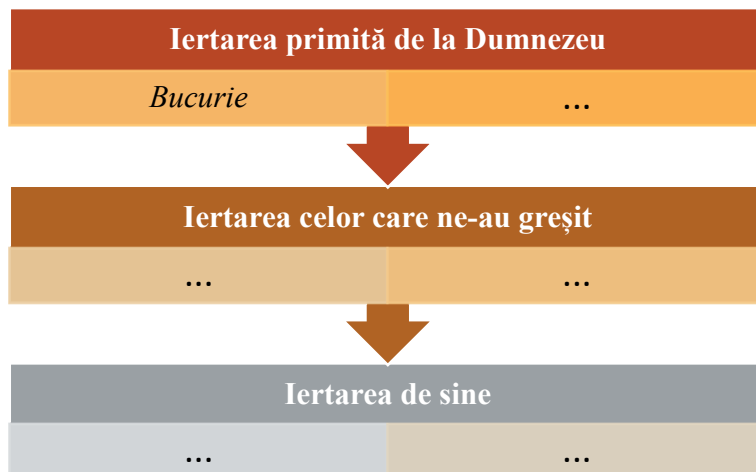 Iertarea primită de la Dumnezeu
Bucurie ...
Iertarea celor care ne-au greșit
... ...
Iertarea de sine
... ...